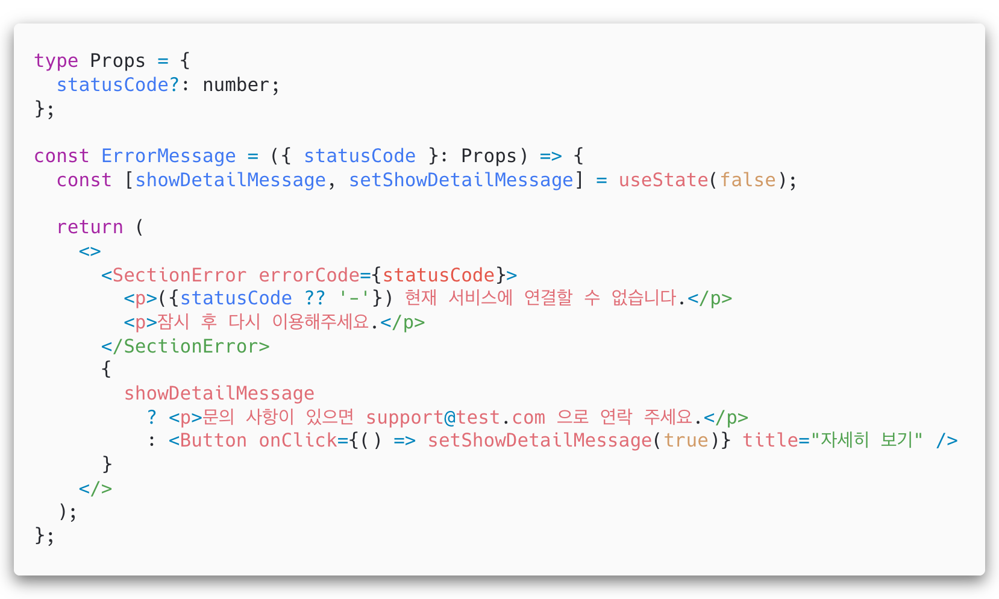 type Props = {
  statusCode?: number;
};

const ErrorMessage = ({ statusCode }: Props) => {
  const [showDetailMessage, setShowDetailMessage] = useState(false);

  return (
    <>
      <SectionError errorCode={statusCode}>
        <p>({statusCode ?? '-'}) 현재 서비스에 연결할 수 없습니다.</p>
        <p>잠시 후 다시 이용해주세요.</p>
      </SectionError>
      {
        showDetailMessage
          ? <p>문의 사항이 있으면 support@test.com 으로 연락 주세요.</p>
          : <Button onClick={() => setShowDetailMessage(true)} title="자세히 보기" />
      }
    </>
  );
};